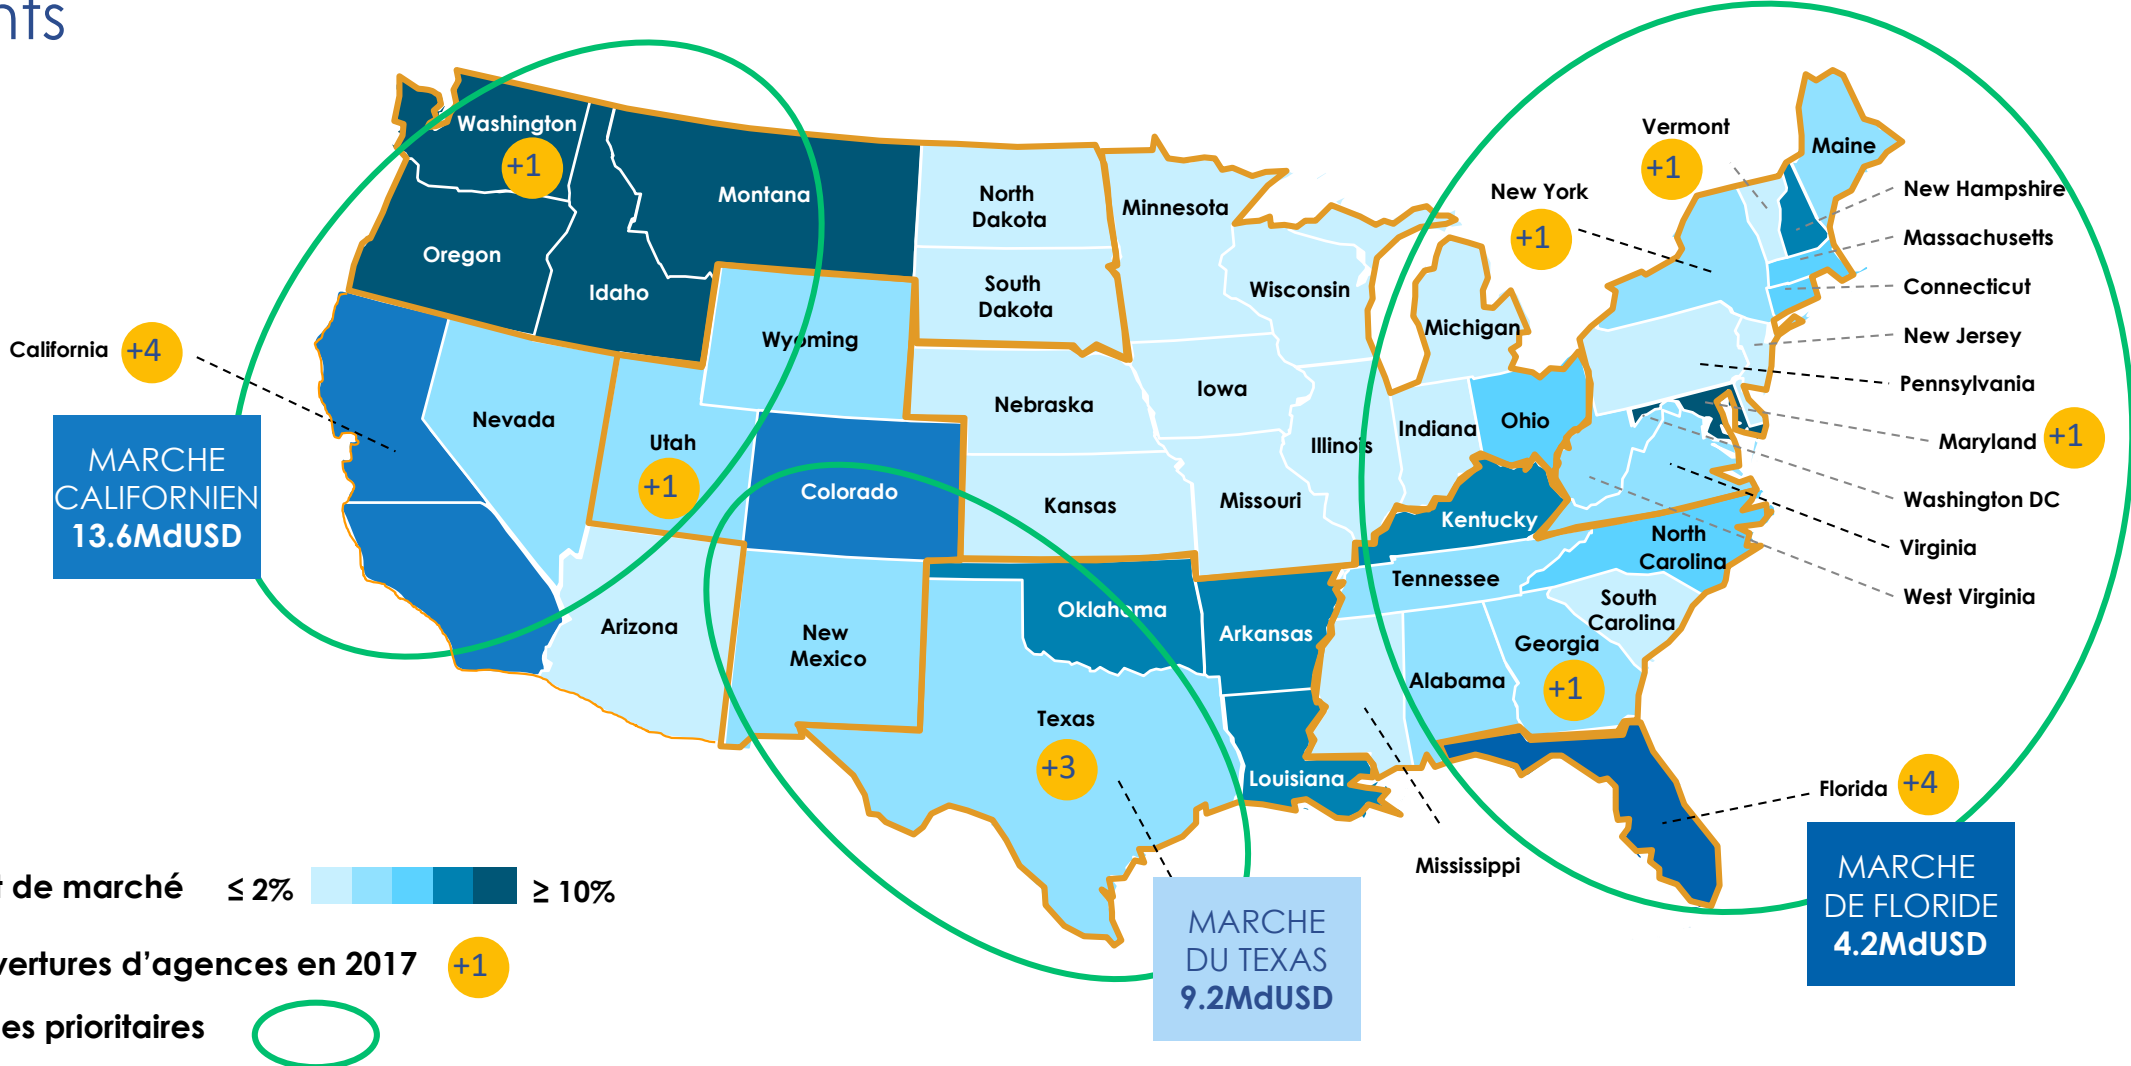 nts
Washington
+1
Montana
Oregon
Idaho
North
Dakota
Minnesota
South
Dakota
Wisconsin
Michigan
Vermont
+1
Maine
New York
+1
New Hampshire
Massachusetts
Connecticut
New Jersey
Pennsylvania
Maryland +1
Washington DC
Virginia
West Virginia
California +4
MARCHE
CALIFORNIEN
13.6MdUSD
Nevada
Wyoming
Utah
+1
Colorado
Nebraska
Iowa
Kansas
Missouri
Illinois
Indiana
Ohio
Kentucky
Tennessee
North
Carolina
South
Carolina
Georgia
+1
Alabama
Arizona
New
Mexico
Oklahoma
Arkansas
Texas
+3
Louisiana
Mississippi
Florida +4
MARCHE
DE FLORIDE
4.2MdUSD
MARCHE
DU TEXAS
9.2MdUSD
t de marché ≤ 2% ≥ 10%
vertures d’agences en 2017 +1
es prioritaires